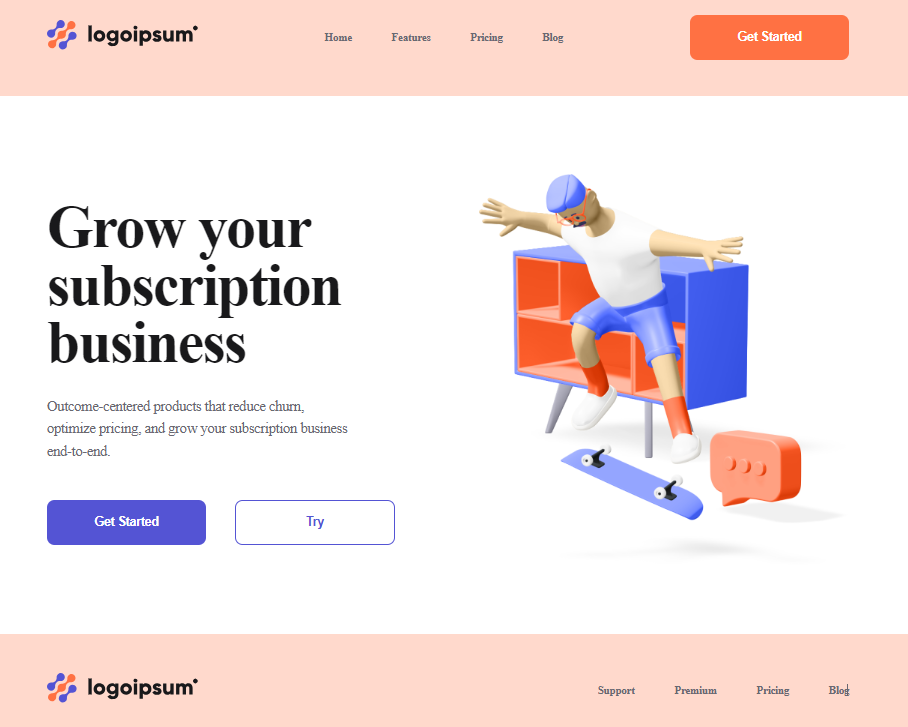 logoipsum
Home Features Pricing Blog
Get Started
Grow your
subscription
business
Outcome-centered products that reduce churn,
optimize pricing, and grow your subscription business
end-to-end.
Get Started
Try
logoipsum
Support Premium Pricing Blog